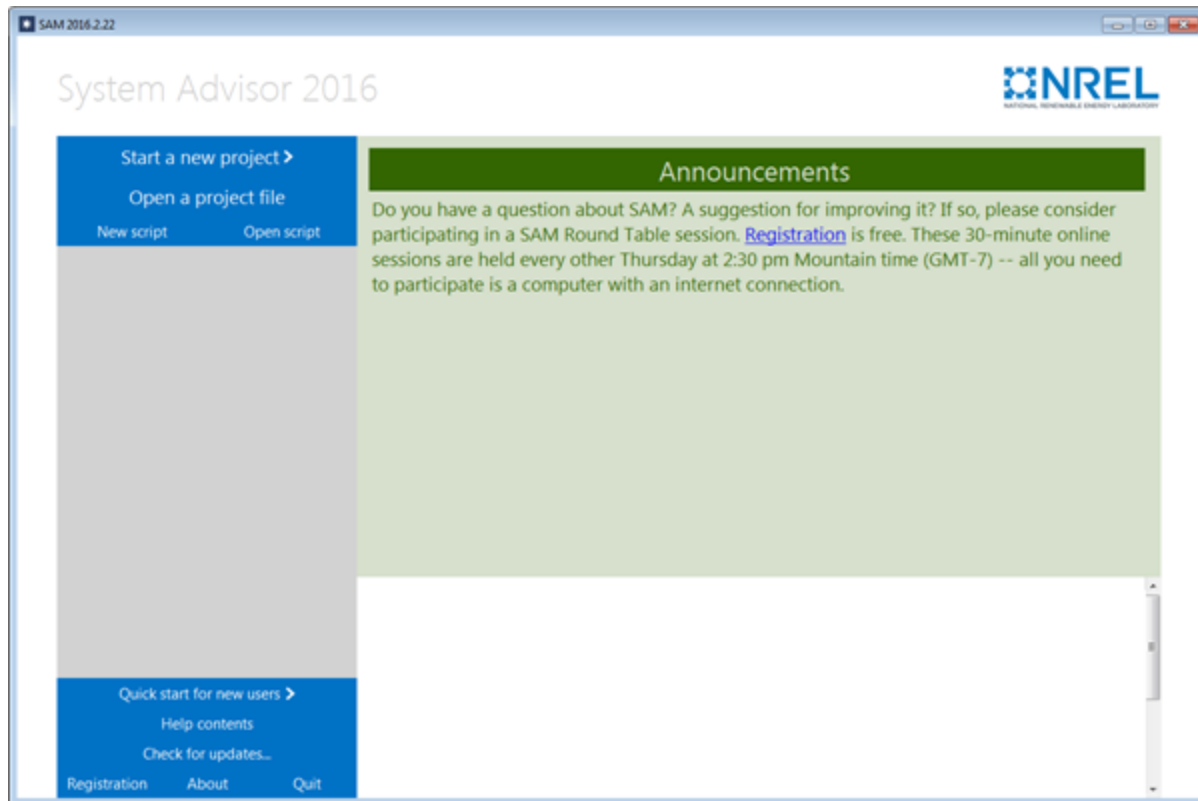 SAM 2016.2.22
System Advisor 2016
NREL
NATIONAL RENEWABLE ENERGY LABORATORY
Start a new project >
Open a project file
New script Open script
Announcements
Do you have a question about SAM? A suggestion for improving it? If so, please consider
participating in a SAM Round Table session. Registration is free. These 30-minute online
sessions are held every other Thursday at 2:30 pm Mountain time (GMT-7) -- all you need
to participate is a computer with an internet connection.
Quick start for new users >
Help contents
Check for updates...
Registration About Quit